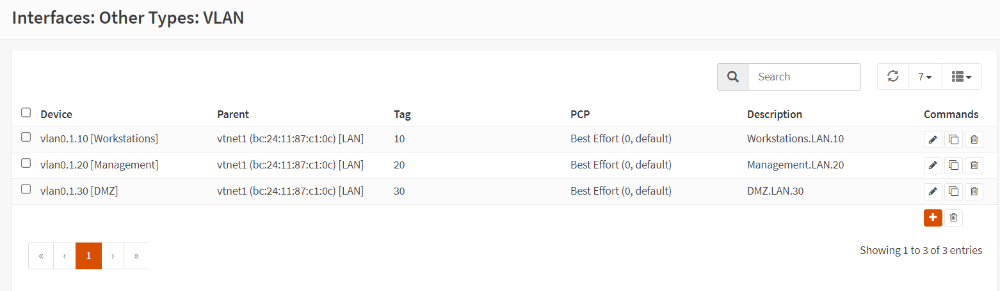 Interfaces: Other Types: VLAN
Search
7
Device Parent Tag PCP Description Commands
vlan0.1.10 [Workstations] vtnet1 (bc:24:11:87:c1:0c) [LAN] 10 Best Effort (0, default) Workstations.LAN.10
vlan0.1.20 [Management] vtnet1 (bc:24:11:87:c1:0c) [LAN] 20 Best Effort (0, default) Management.LAN.20
vlan0.1.30 [DMZ] vtnet1 (bc:24:11:87:c1:0c) [LAN] 30 Best Effort (0, default) DMZ.LAN.30
« ‹ 1 › »
Showing 1 to 3 of 3 entries